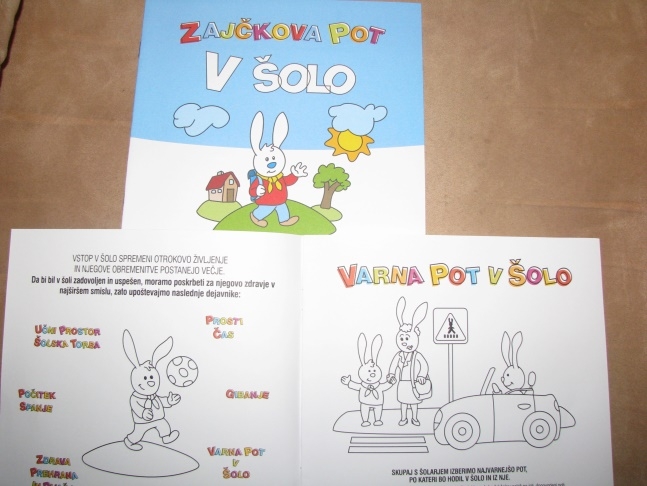 ZAJČKOVA POT
V ŠOLO
VSTOP V ŠOLO SPREMENI OTROKOVO ŽIVLJENJE
IN NJEGOVE OBREMENITVE POSTANEJO VEČJE.
Da bi bil v šoli zadovoljen in uspešen, moramo poskrbeti za njegovo zdravje v
najširšem smislu, zato upoštevajmo naslednje dejavnike:
UČNI PROSTOR
ŠOLSKA TORBA
PROSTI
ČAS
POČITEK
SPANJE
GIBANJE
ZDRAVA
PREHRANA
VARNA POT
V
ŠOLO
VARNA POT V ŠOLO
SKUPAJ S ŠOLARJEM IZBERIMO NAJVARNEJŠO POT,
PO KATERI BO HODIL V ŠOLO IN IZ NJE.